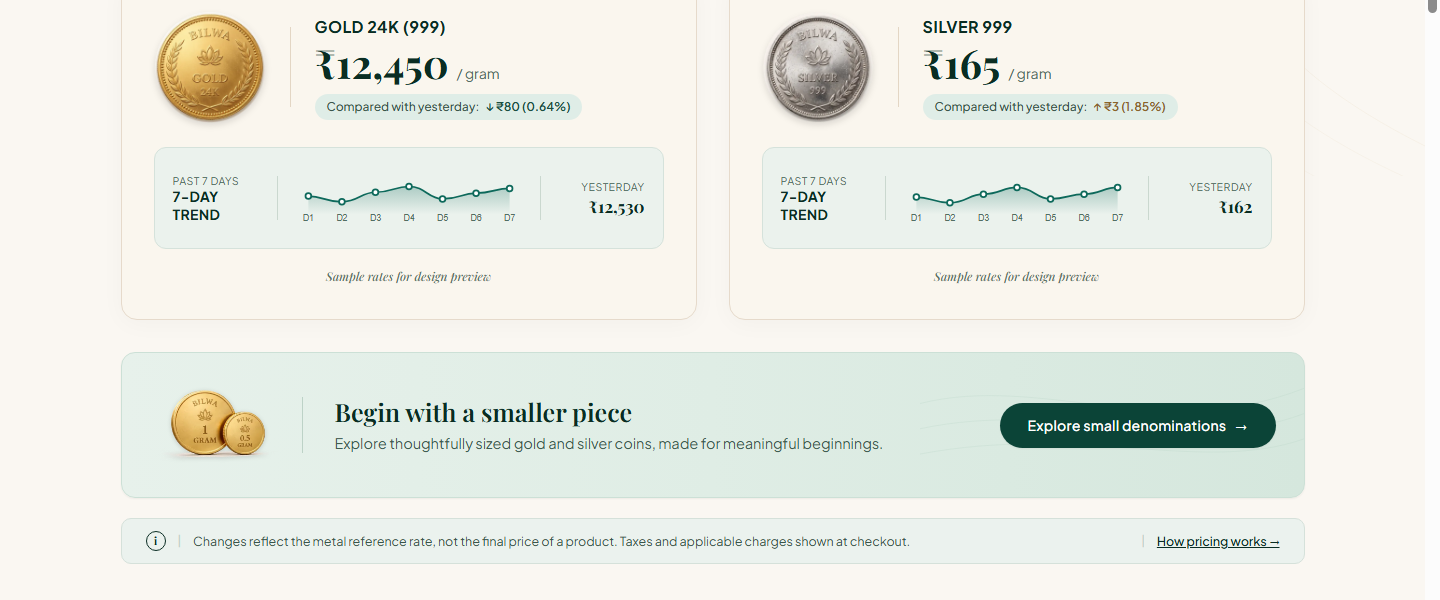 BILWA
GOLD
24K
GOLD 24K (999)
₹12,450 / gram
Compared with yesterday: ↓ ₹80 (0.64%)
PAST 7 DAYS
7-DAY
TREND
D1 D2 D3 D4 D5 D6 D7
YESTERDAY
₹12,530
Sample rates for design preview
BILWA
SILVER
999
SILVER 999
₹165 / gram
Compared with yesterday: ↑ ₹3 (1.85%)
PAST 7 DAYS
7-DAY
TREND
D1 D2 D3 D4 D5 D6 D7
YESTERDAY
₹162
Sample rates for design preview
BILWA
1
GRAM
BILWA
0.5
GRAM
Begin with a smaller piece
Explore thoughtfully sized gold and silver coins, made for meaningful beginnings.
Explore small denominations →
i
Changes reflect the metal reference rate, not the final price of a product. Taxes and applicable charges shown at checkout.
How pricing works →